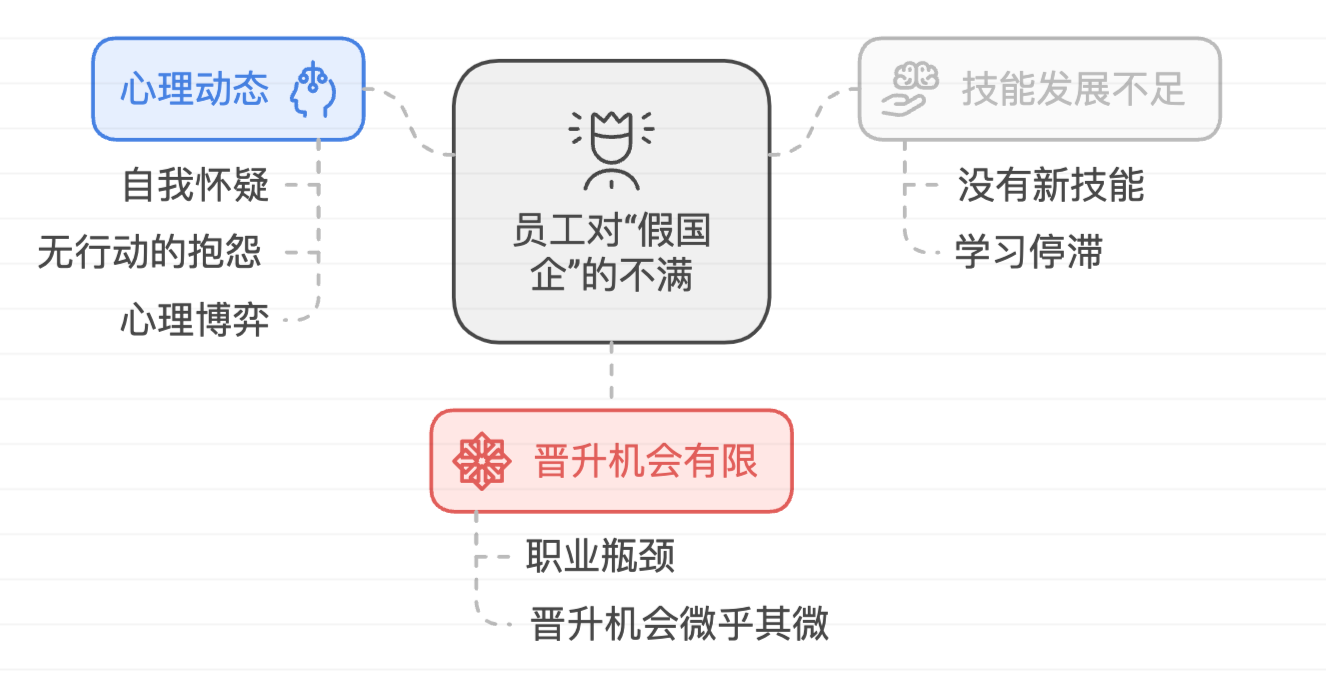 心理动态
自我怀疑
无行动的抱怨
心理博弈
员工对“假国
企”的不满
技能发展不足
没有新技能
学习停滞
晋升机会有限
职业瓶颈
晋升机会微乎其微